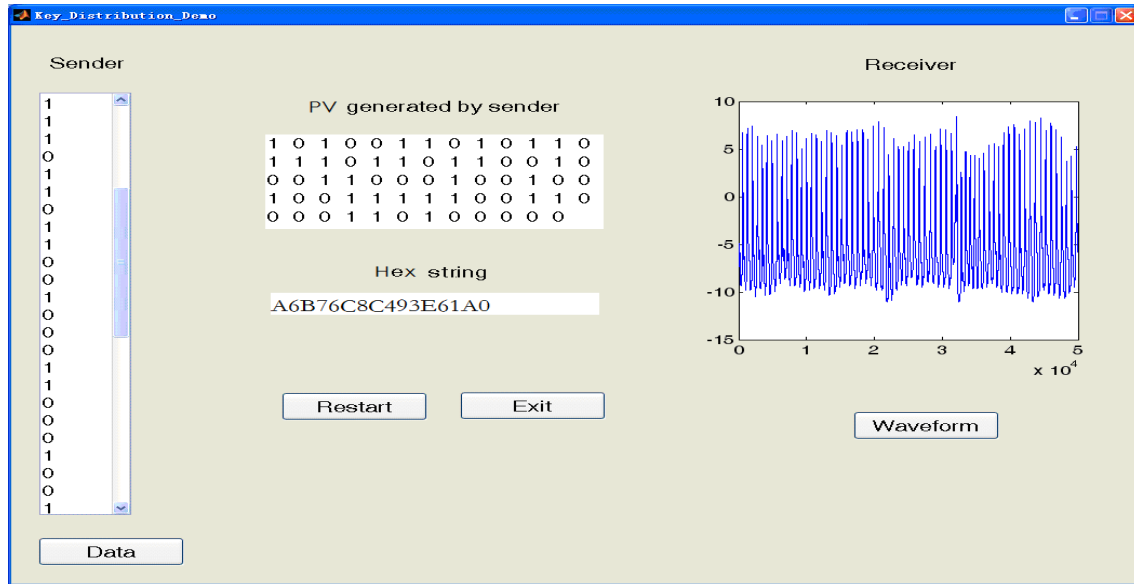 Key_Distribution_Demo
Sender
1
1
1
0
1
1
0
1
1
0
0
1
0
0
0
1
1
0
0
0
1
0
0
1
Data
PV generated by sender
1 0 1 0 0 1 1 0 1 0 1 1 0
1 1 1 0 1 1 0 1 1 0 0 1 0
0 0 1 1 0 0 0 1 0 0 1 0 0
1 0 0 1 1 1 1 1 0 0 1 1 0
0 0 0 1 1 0 1 0 0 0 0 0
Hex string
A6B76C8C493E61A0
Restart
Exit
Receiver
10
5
0
-5
-10
-15
0 1 2 3 4 5
x 10^4
Waveform